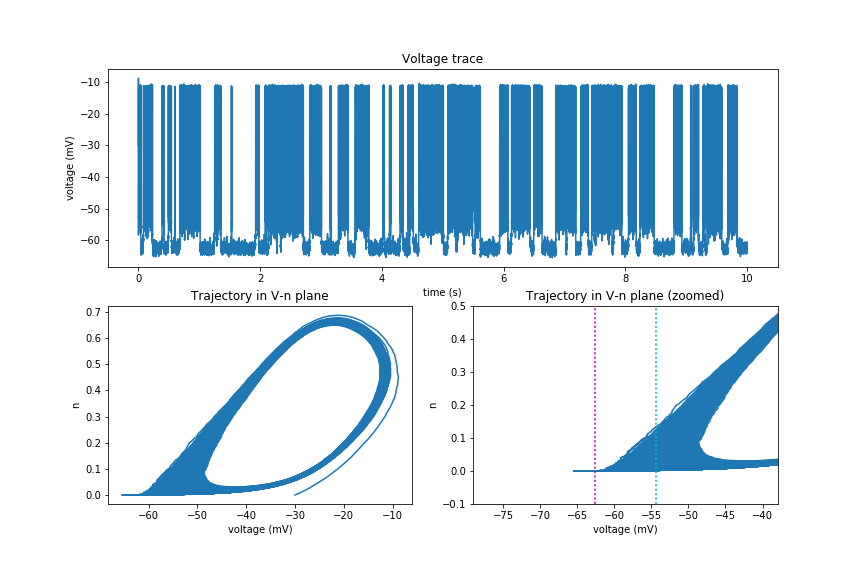 Voltage trace
−10
−20
−30
−40
−50
−60
voltage (mV)
0 2 4 6 8 10
time (s)
Trajectory in V-n plane
0.7
0.6
0.5
0.4
0.3
0.2
0.1
0.0
n
−60 −50 −40 −30 −20 −10
voltage (mV)
Trajectory in V-n plane (zoomed)
0.5
0.4
0.3
0.2
0.1
0.0
−0.1
n
−75 −70 −65 −60 −55 −50 −45 −40
voltage (mV)